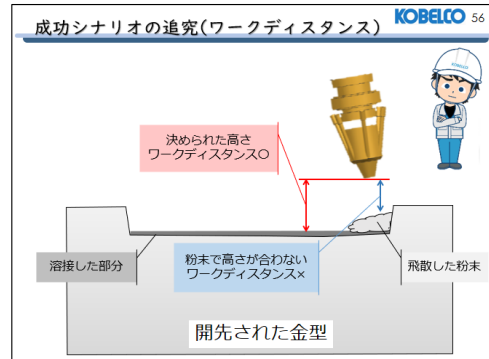 成功シナリオの追究(ワークディスタンス)
KOBELCO 56
決められた高さ
ワークディスタンス○
溶接した部分
粉末で高さが合わない
ワークディスタンス×
飛散した粉末
開先された金型